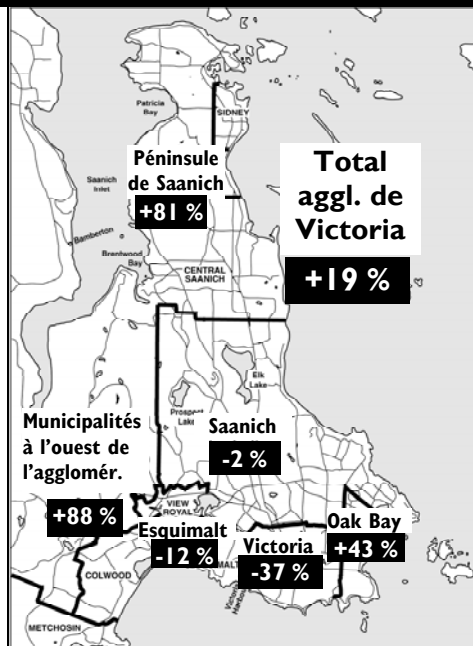 Patricia
Bay
SIDNEY
Péninsule
de Saanich
+81 %
Total
aggl. de
Victoria
+19 %
Saanich
Inlet
Bamberton
Brentwood
Bay
CENTRAL
SAANICH
Elk
Lake
Prospect
Lake
Municipalités
à l'ouest de
l'agglomér.
+88 %
Saanich
-2 %
VIEW
ROYAL
Esquimalt
-12 %
Victoria
-37 %
Oak Bay
+43 %
COLWOOD
METCHOSIN